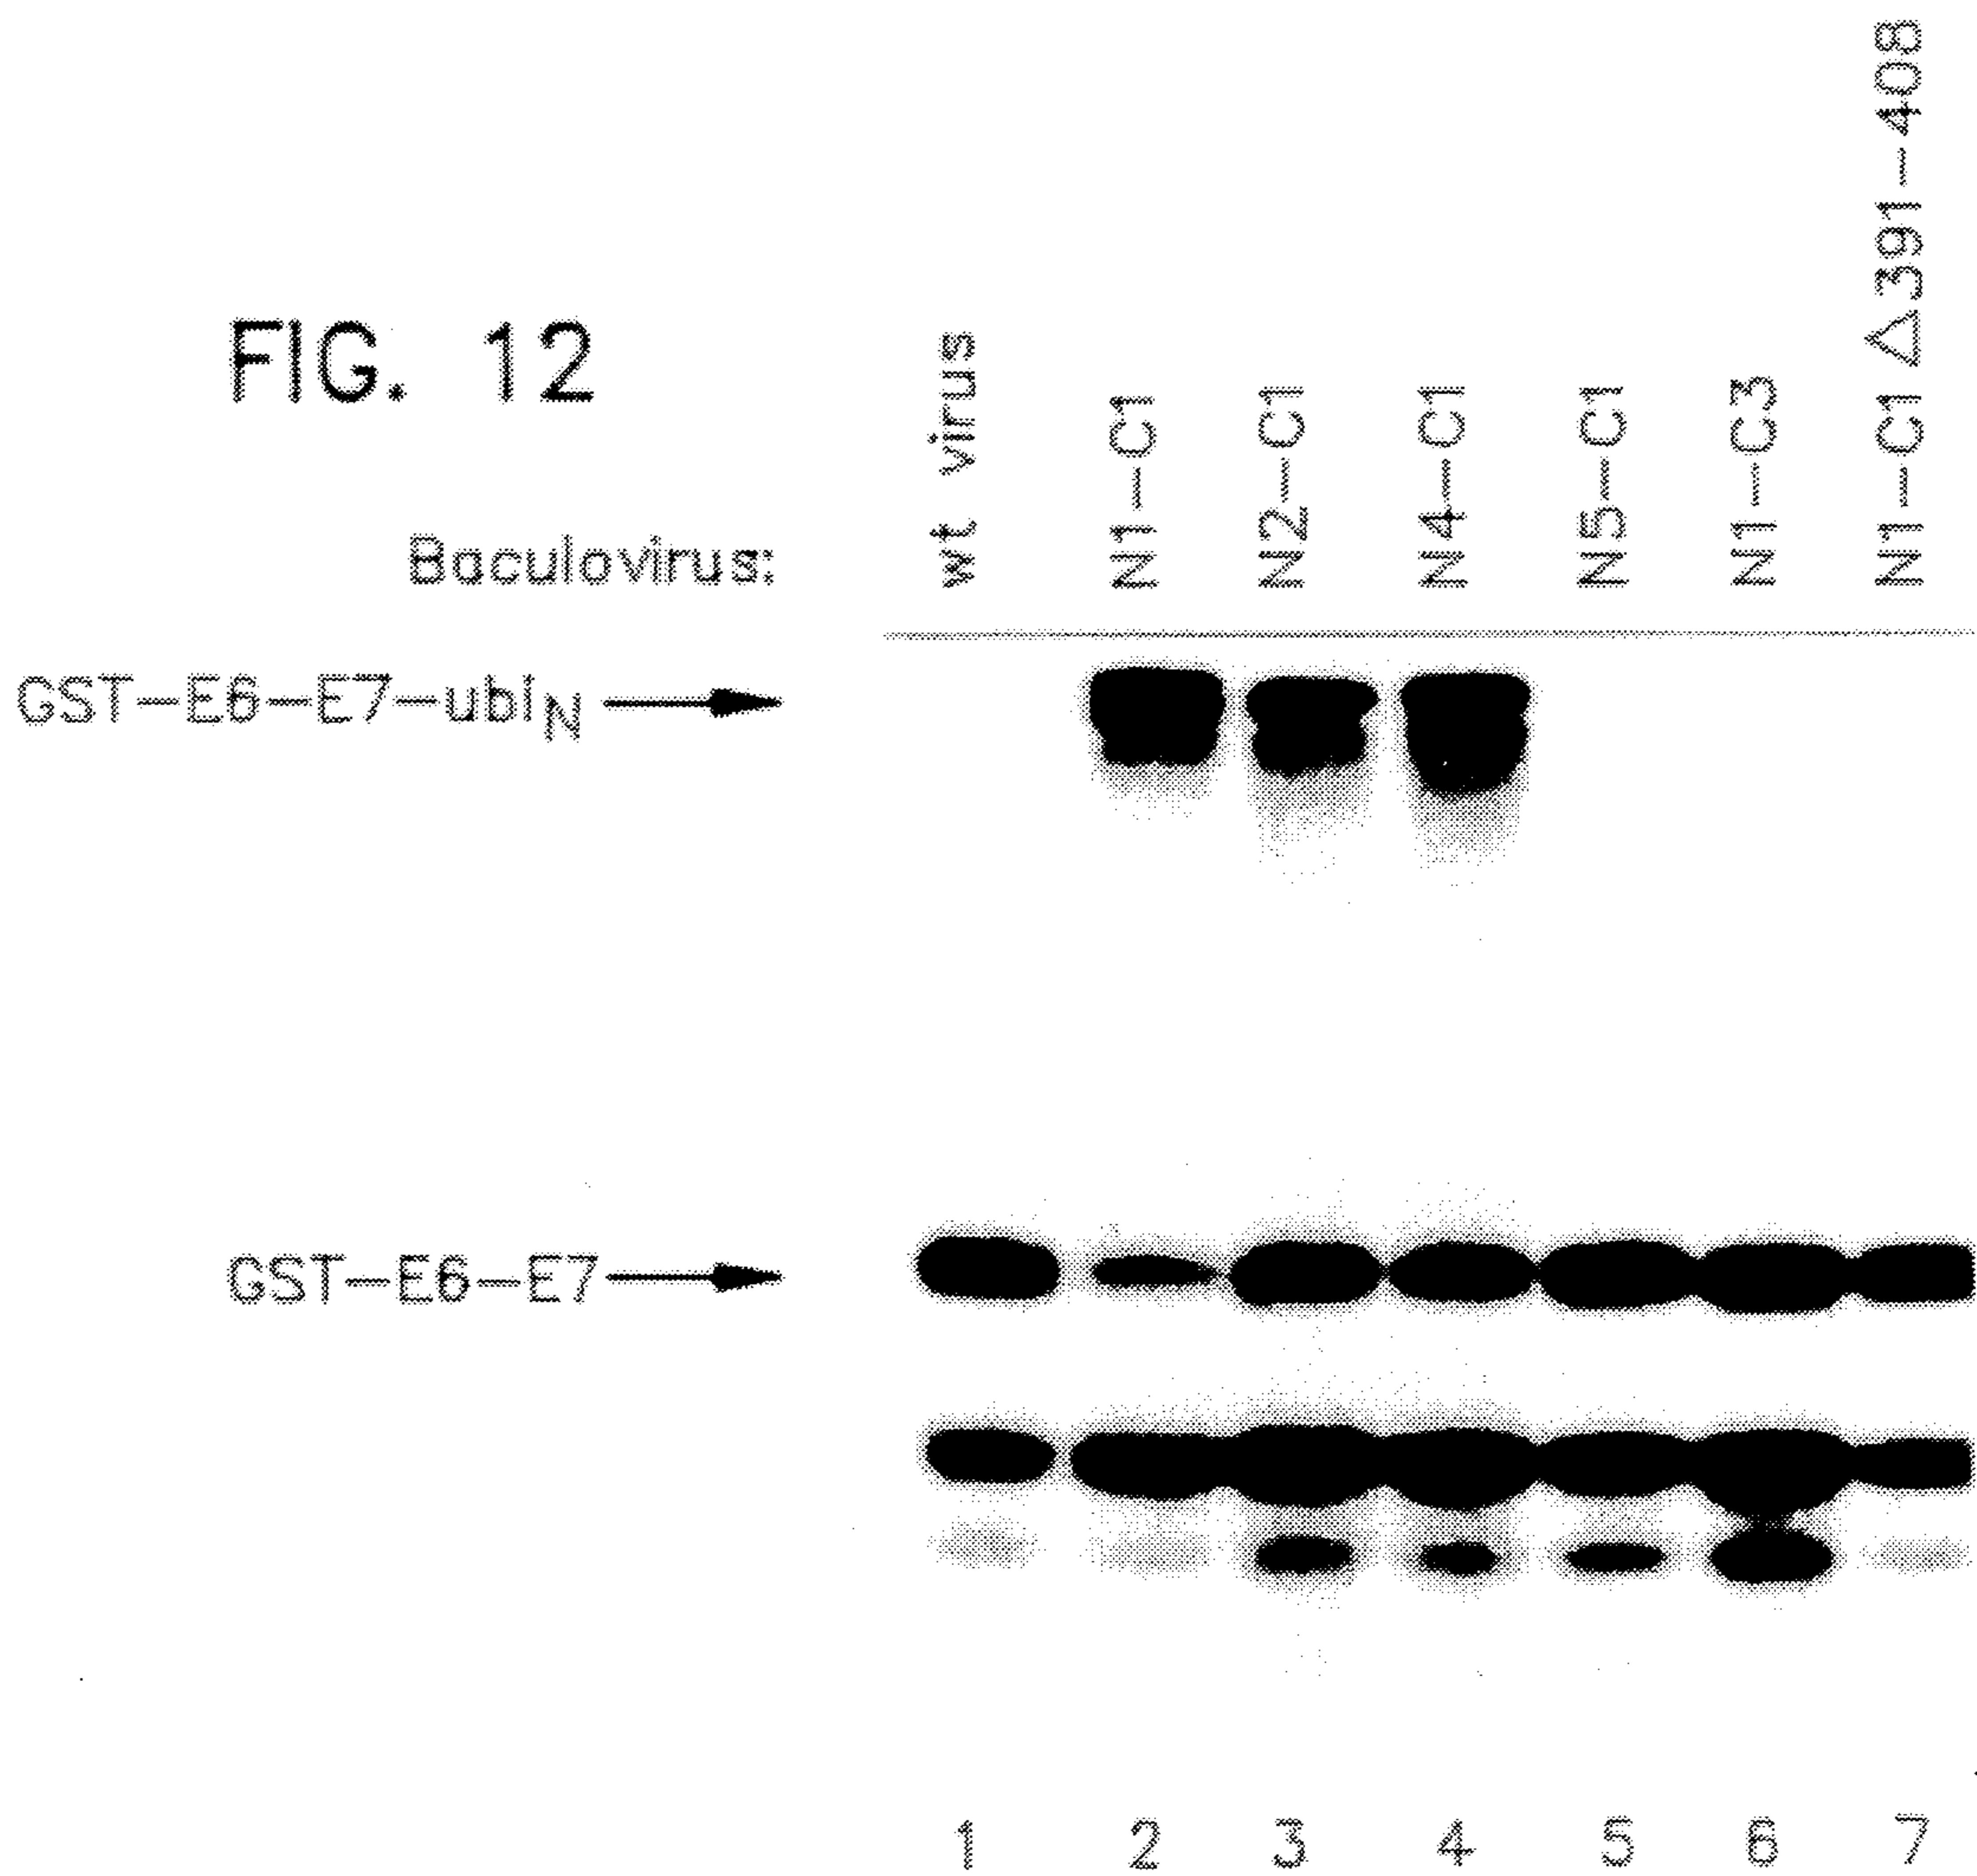 FIG. 12
Baculovirus:
wt virus
N1-C1
N2-C1
N4-C1
N5-C1
N1-C3
N1-C1 △391-408
GST-E6-E7-ubiN
GST-E6-E7
1 2 3 4 5 6 7